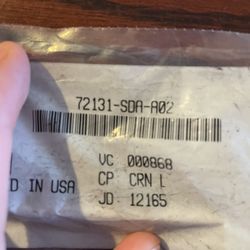 72131-SDA-A02
VC 000868
D IN USA CP CRN L
JD 12165